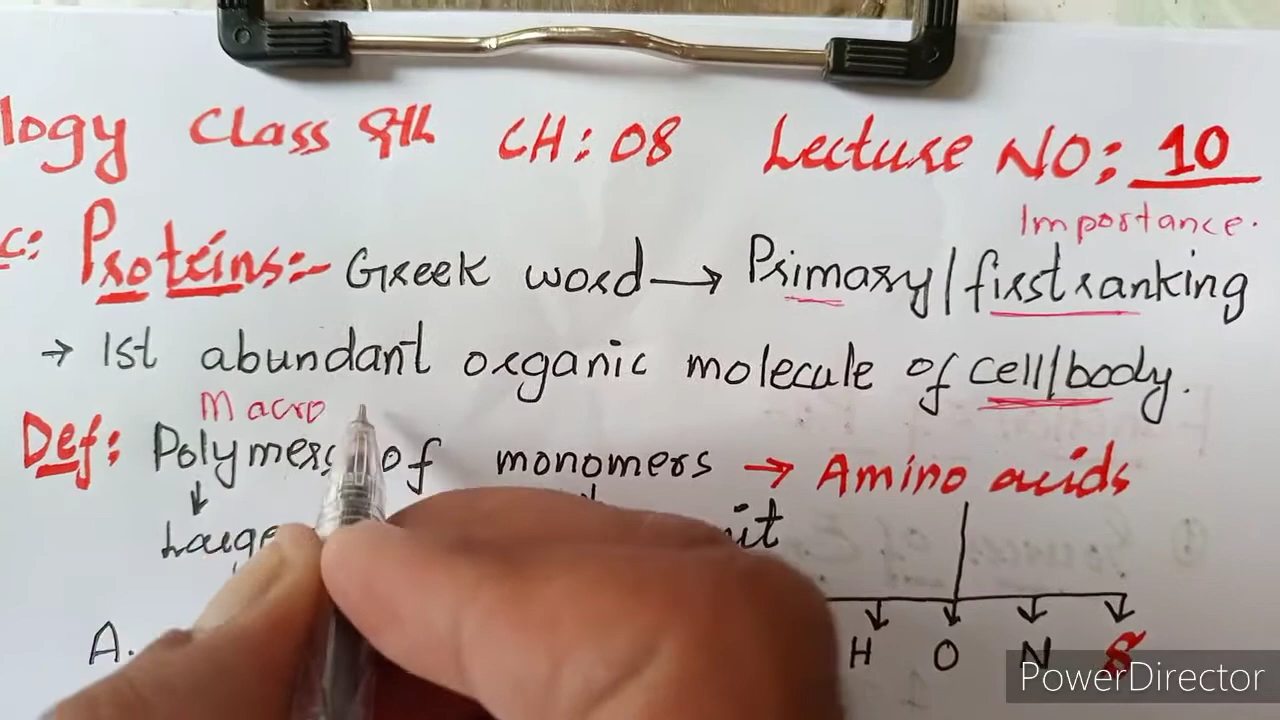 logy Class 9th CH: 08 Lecture NO: 10
Importance.
c: Proteins:- Greek word → Primary/first ranking
→ 1st abundant organic molecule of cell/body.
Macro
Def: Polymers of monomers → Amino acids
↓
Large
A. H O N S
PowerDirector